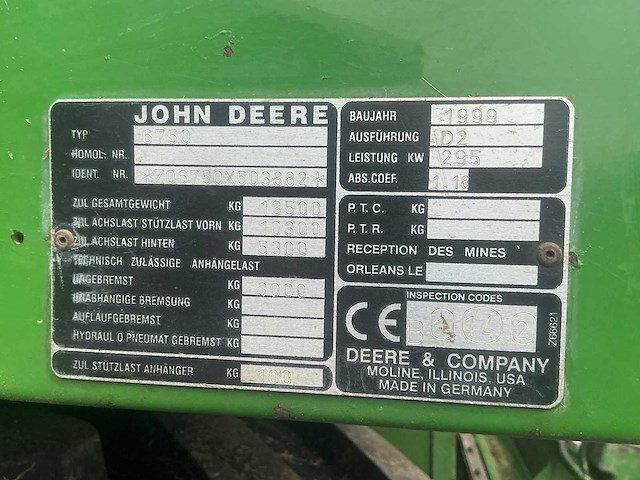 JOHN DEERE
TYP 6750
HOMOL. NR.
IDENT. NR.
ZUL GESAMTGEWICHT KG 13500
ZUL ACHSLAST STÜTZLAST VORN KG
ZUL ACHSLAST HINTEN KG 5300
TECHNISCH ZULÄSSIGE ANHÄNGELAST
UNGEBREMST KG 3000
UNABHÄNGIGE BREMSUNG KG
AUFLAUFGEBREMST KG
HYDRAUL O PNEUMAT GEBREMST KG
ZUL STÜTZLAST ANHÄNGER KG
BAUJAHR 1999
AUSFÜHRUNG D2
LEISTUNG KW 295
ABS.COEF. 1.16
P.T.C. KG
P.T.R. KG
RECEPTION DES MINES
ORLEANS LE
INSPECTION CODES
CE
DEERE & COMPANY
MOLINE, ILLINOIS, USA
MADE IN GERMANY
Z66621